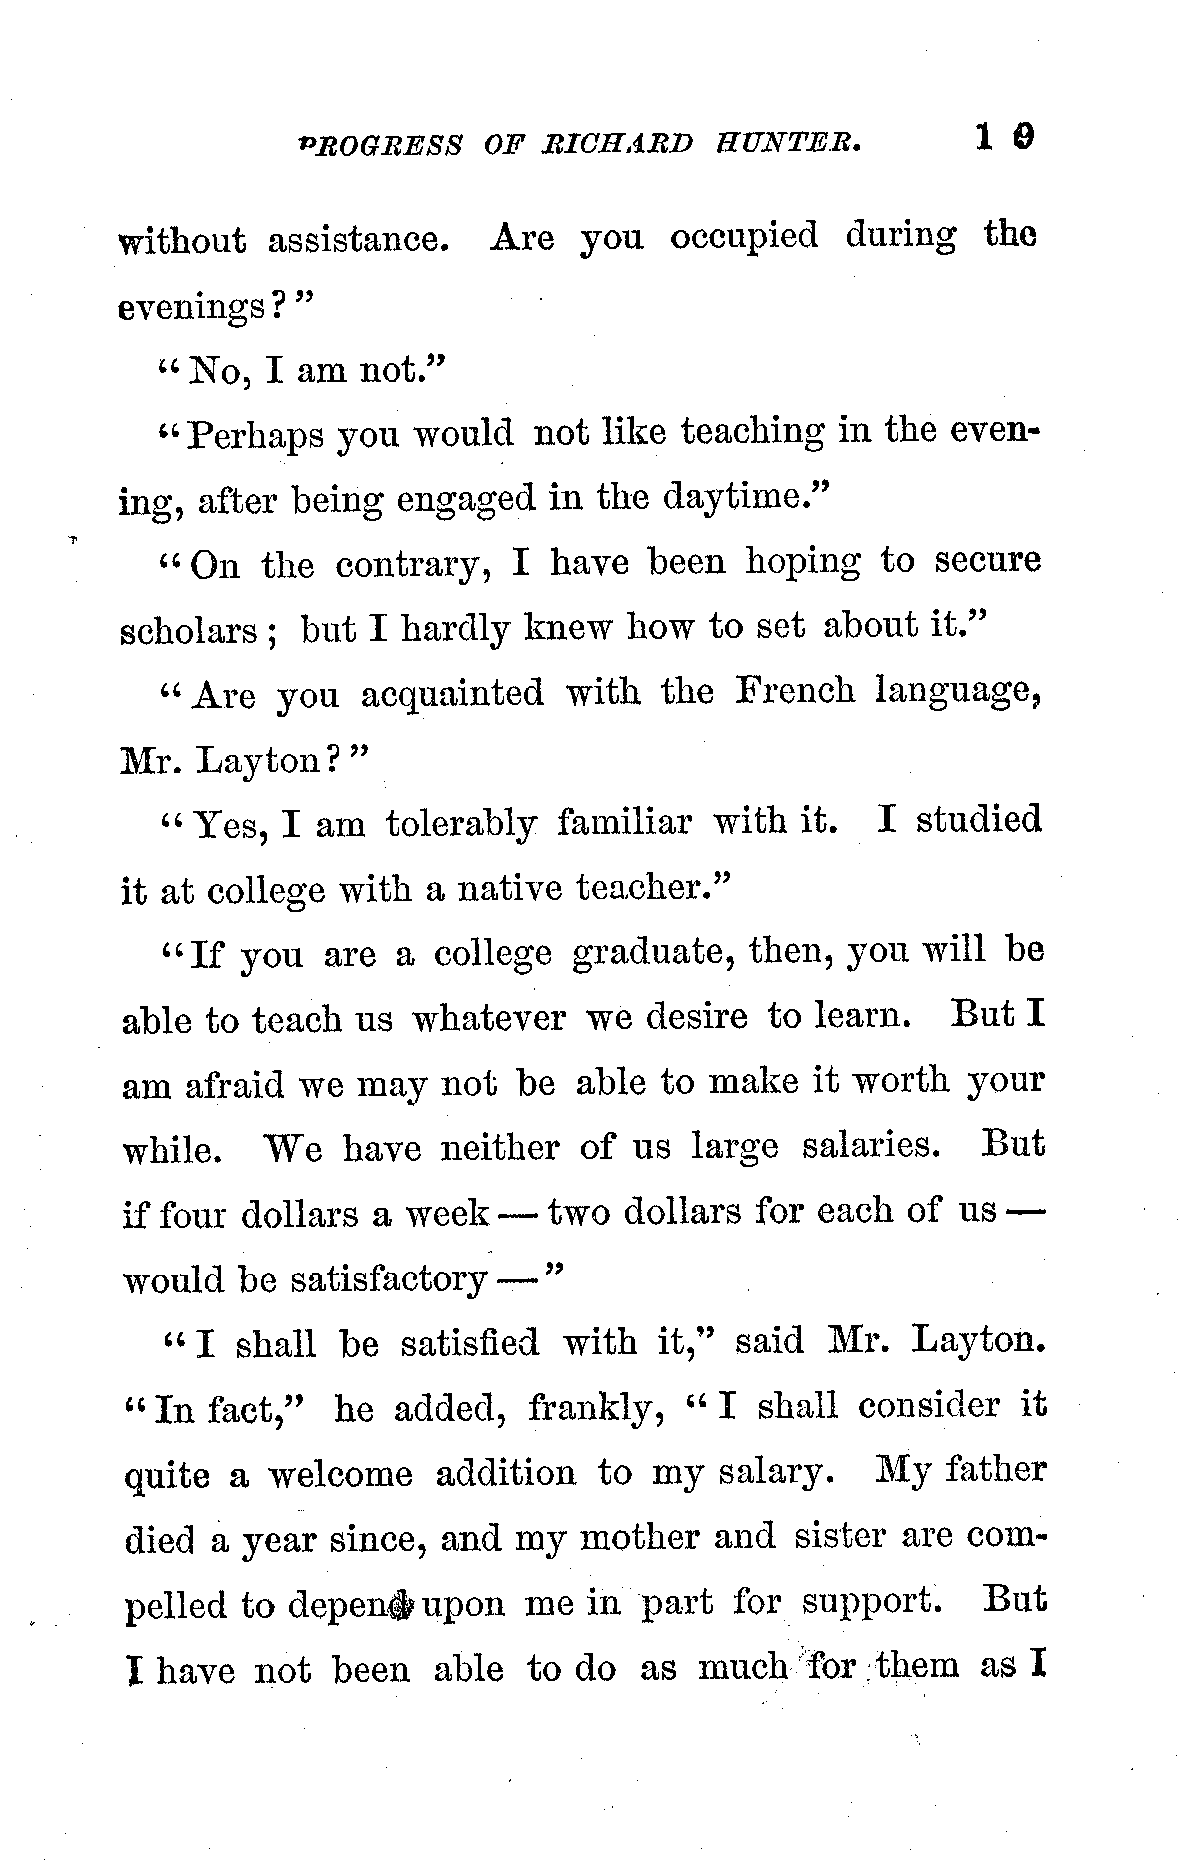 PROGRESS OF RICHARD HUNTER. 1 9
without assistance. Are you occupied during the
evenings?"
"No, I am not."
"Perhaps you would not like teaching in the even-
ing, after being engaged in the daytime."
"On the contrary, I have been hoping to secure
scholars; but I hardly knew how to set about it."
"Are you acquainted with the French language,
Mr. Layton?"
"Yes, I am tolerably familiar with it. I studied
it at college with a native teacher."
"If you are a college graduate, then, you will be
able to teach us whatever we desire to learn. But I
am afraid we may not be able to make it worth your
while. We have neither of us large salaries. But
if four dollars a week — two dollars for each of us —
would be satisfactory — "
"I shall be satisfied with it," said Mr. Layton.
"In fact," he added, frankly, "I shall consider it
quite a welcome addition to my salary. My father
died a year since, and my mother and sister are com-
pelled to depend upon me in part for support. But
I have not been able to do as much for them as I